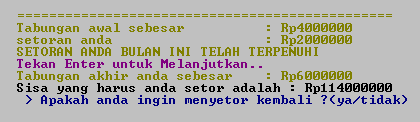 ===============================================
Tabungan awal sebesar : Rp4000000
setoran anda : Rp2000000
SETORAN ANDA BULAN INI TELAH TERPENUHI
Tekan Enter untuk Melanjutkan..
Tabungan akhir anda sebesar : Rp6000000
Sisa yang harus anda setor adalah : Rp114000000
> Apakah anda ingin menyetor kembali ?(ya/tidak)